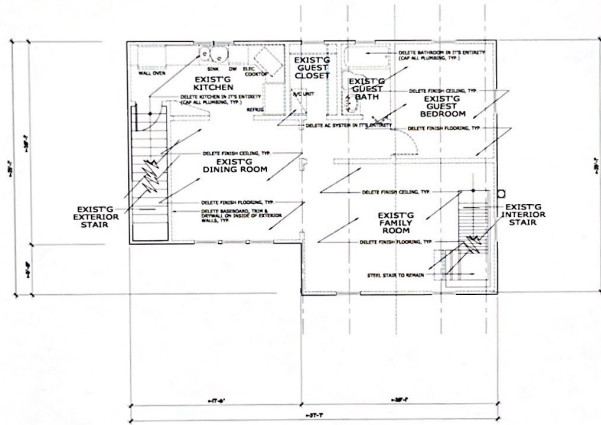 EXIST'G
GUEST
CLOSET
DELETE BATHROOM IN IT'S ENTIRETY
(CAP ALL PLUMBING, TYP.)
SINK DW ELEC
COOKTOP
WALL OVEN
EXIST'G
KITCHEN
EXIST'G
GUEST
BATH
DELETE KITCHEN IN IT'S ENTIRETY
(CAP ALL PLUMBING, TYP.)
A/C UNIT
DELETE FINISH CEILING, TYP.
EXIST'G
GUEST
BEDROOM
REFRIG
DELETE AC SYSTEM IN IT'S ENTIRETY
DELETE FINISH FLOORING, TYP.
DELETE FINISH CEILING, TYP.
EXIST'G
DINING ROOM
DELETE FINISH FLOORING, TYP.
DELETE FINISH CEILING, TYP.
EXIST'G
EXTERIOR
STAIR
DELETE BASEBOARD, TRIM &
DRYWALL ON INSIDE OF EXTERIOR
WALLS, TYP.
EXIST'G
FAMILY
ROOM
EXIST'G
INTERIOR
STAIR
DELETE FINISH FLOORING, TYP.
STEEL STAIR TO REMAIN
17'-6"
37'-1"